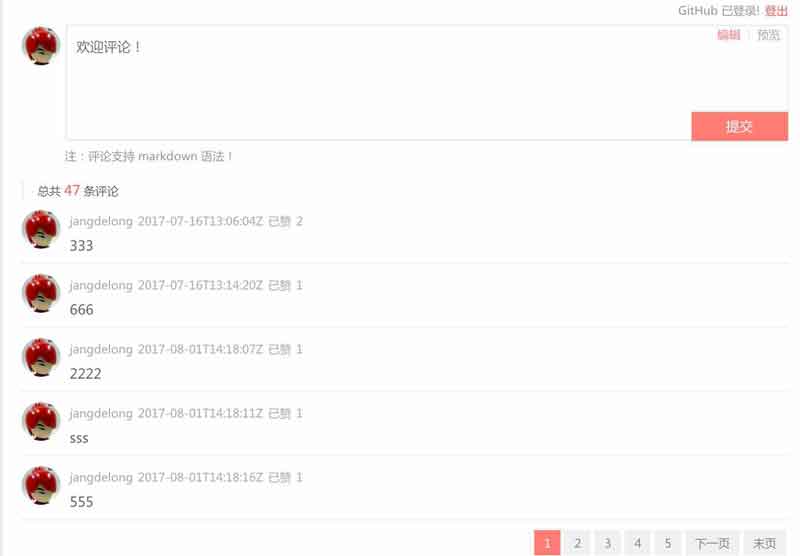 GitHub 已登录! 登出
编辑 | 预览
欢迎评论！
提交
注：评论支持 markdown 语法！
总共 47 条评论
jangdelong 2017-07-16T13:06:04Z 已赞 2
333
jangdelong 2017-07-16T13:14:20Z 已赞 1
666
jangdelong 2017-08-01T14:18:07Z 已赞 1
2222
jangdelong 2017-08-01T14:18:11Z 已赞 1
sss
jangdelong 2017-08-01T14:18:16Z 已赞 1
555
1 2 3 4 5 下一页 末页